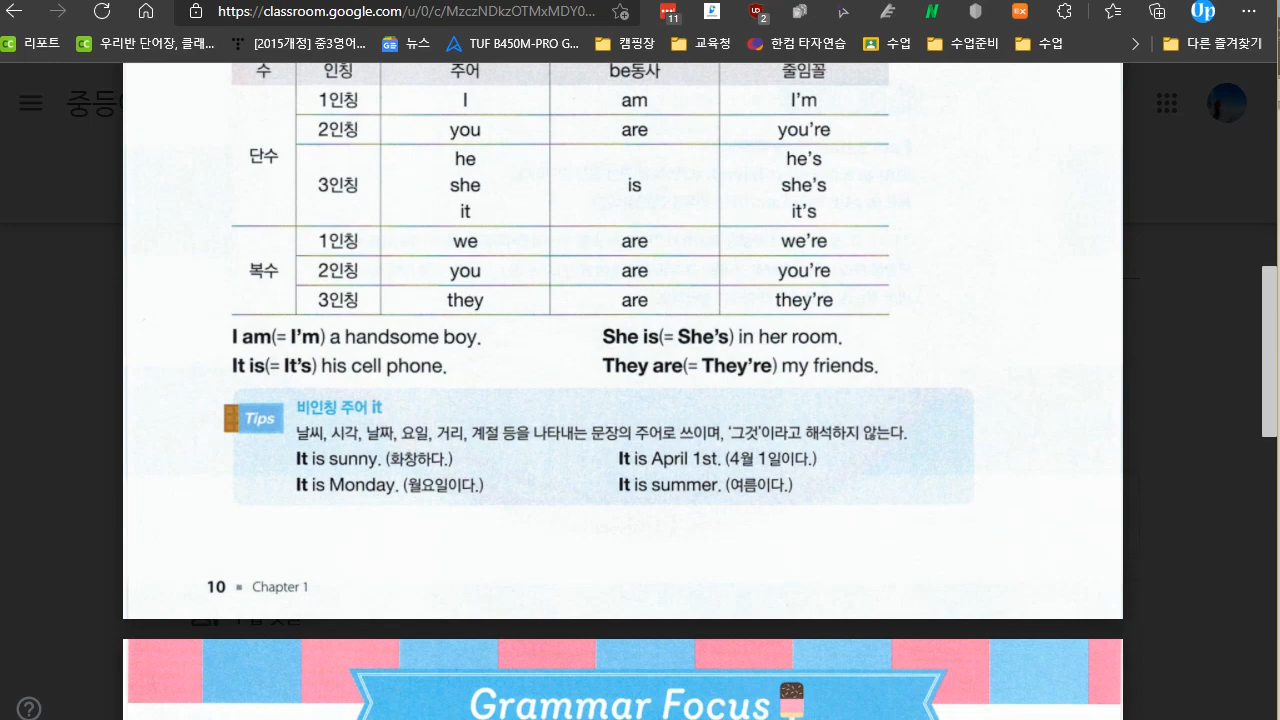 https://classroom.google.com/u/0/c/MzczNDkzOTMxMDY0...
11
2
리포트
우리반 단어장, 클래...
[2015개정] 중3영어...
뉴스
TUF B450M-PRO G...
캠핑장
교육청
한컴 타자연습
수업
수업준비
수업
다른 즐겨찾기
중등
수 인칭 주어 be동사 줄임꼴
단수 1인칭 I am I'm
2인칭 you are you're
3인칭 he is he's
she she's
it it's
복수 1인칭 we are we're
2인칭 you are you're
3인칭 they are they're
I am(= I'm) a handsome boy. She is(= She's) in her room.
It is(= It's) his cell phone. They are(= They're) my friends.
Tips 비인칭 주어 it
날씨, 시각, 날짜, 요일, 거리, 계절 등을 나타내는 문장의 주어로 쓰이며, '그것'이라고 해석하지 않는다.
It is sunny. (화창하다.) It is April 1st. (4월 1일이다.)
It is Monday. (월요일이다.) It is summer. (여름이다.)
10 ▪ Chapter 1
Grammar Focus